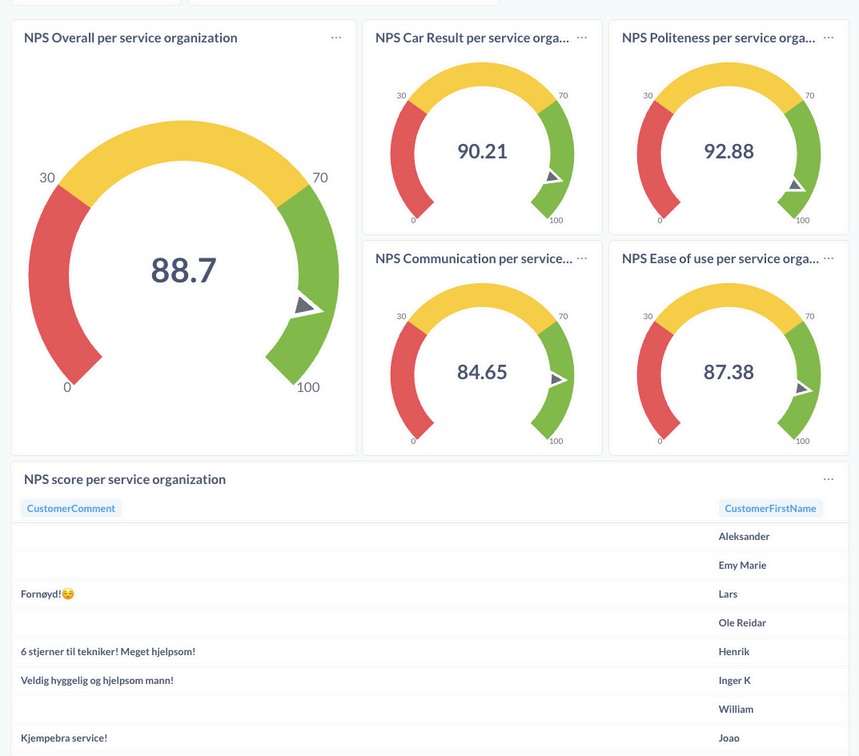 NPS Overall per service organization
...
30
70
88.7
0
100
NPS Car Result per service orga...
...
30
70
90.21
0
100
NPS Politeness per service orga...
...
30
70
92.88
0
100
NPS Communication per service...
...
30
70
84.65
0
100
NPS Ease of use per service orga...
...
30
70
87.38
0
100
NPS score per service organization
...
CustomerComment CustomerFirstName
Aleksander
Emy Marie
Fornøyd!😌 Lars
Ole Reidar
6 stjerner til tekniker! Meget hjelpsom! Henrik
Veldig hyggelig og hjelpsom mann! Inger K
William
Kjempebra service! Joao